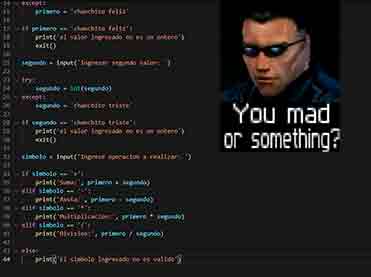 except:
primero = 'chanchito feliz'
if primero == 'chanchito feliz':
print('el valor ingresado no es un entero')
exit()
segundo = input('Ingresar segundo valor: ')
try:
segundo = int(segundo)
except:
segundo = 'chanchito triste'
if segundo == 'chanchito triste':
print('el valor ingresado no es un entero')
exit()
simbolo = input('Ingrese operacion a realizar: ')
if simbolo == '+':
print('Suma:', primero + segundo)
elif simbolo == '-':
print('Resta:', primero - segundo)
elif simbolo == '*':
print('Multiplicacion:', primero * segundo)
elif simbolo == '/':
print('Division:', primero / segundo)
else:
44 print('El simbolo ingresado no es valido')
You mad
or something?